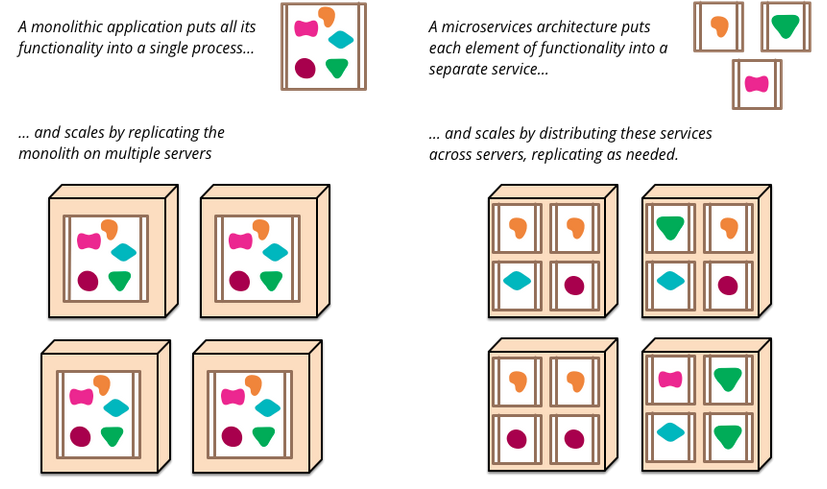 A monolithic application puts all its
functionality into a single process...
... and scales by replicating the
monolith on multiple servers
A microservices architecture puts
each element of functionality into a
separate service...
... and scales by distributing these services
across servers, replicating as needed.